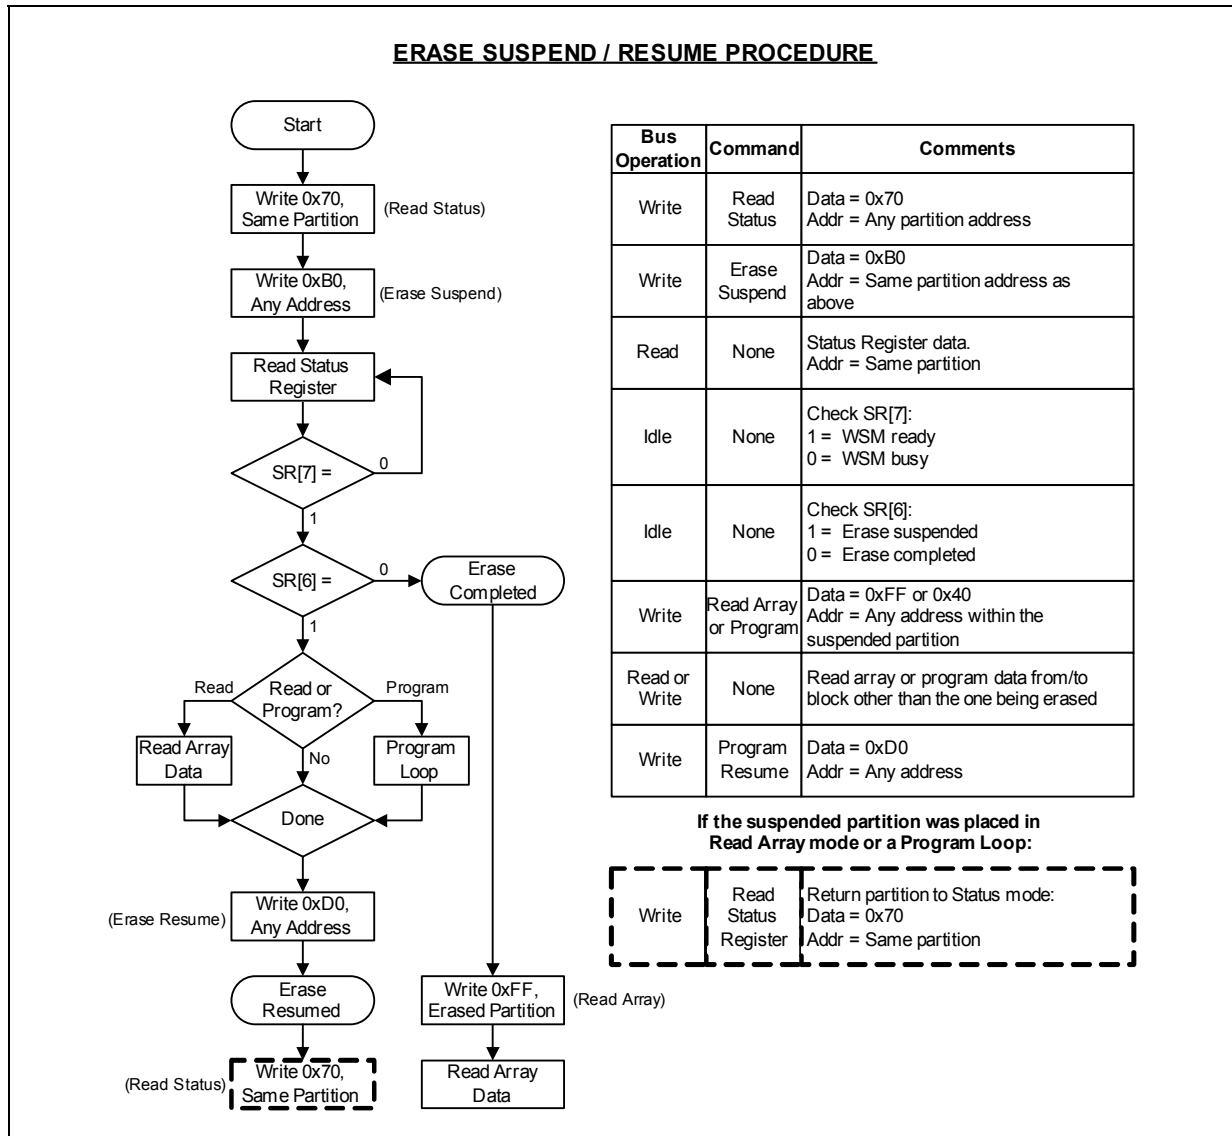 ERASE SUSPEND / RESUME PROCEDURE
Start
Write 0x70,
Same Partition
(Read Status)
Write 0xB0,
Any Address
(Erase Suspend)
Read Status
Register
SR[7] =
0
1
SR[6] =
0
Erase
Completed
1
Read
Read or
Program?
Program
Read Array
Data
No
Program
Loop
Done
(Erase Resume)
Write 0xD0,
Any Address
Erase
Resumed
Write 0xFF,
Erased Partition
(Read Array)
(Read Status)
Write 0x70,
Same Partition
Read Array
Data
Bus
Operation
Command
Comments
Write
Read
Status
Data = 0x70
Addr = Any partition address
Write
Erase
Suspend
Data = 0xB0
Addr = Same partition address as
above
Read
None
Status Register data.
Addr = Same partition
Idle
None
Check SR[7]:
1 = WSM ready
0 = WSM busy
Idle
None
Check SR[6]:
1 = Erase suspended
0 = Erase completed
Write
Read Array
or Program
Data = 0xFF or 0x40
Addr = Any address within the
suspended partition
Read or
Write
None
Read array or program data from/to
block other than the one being erased
Write
Program
Resume
Data = 0xD0
Addr = Any address
If the suspended partition was placed in
Read Array mode or a Program Loop:
Write
Read
Status
Register
Return partition to Status mode:
Data = 0x70
Addr = Same partition